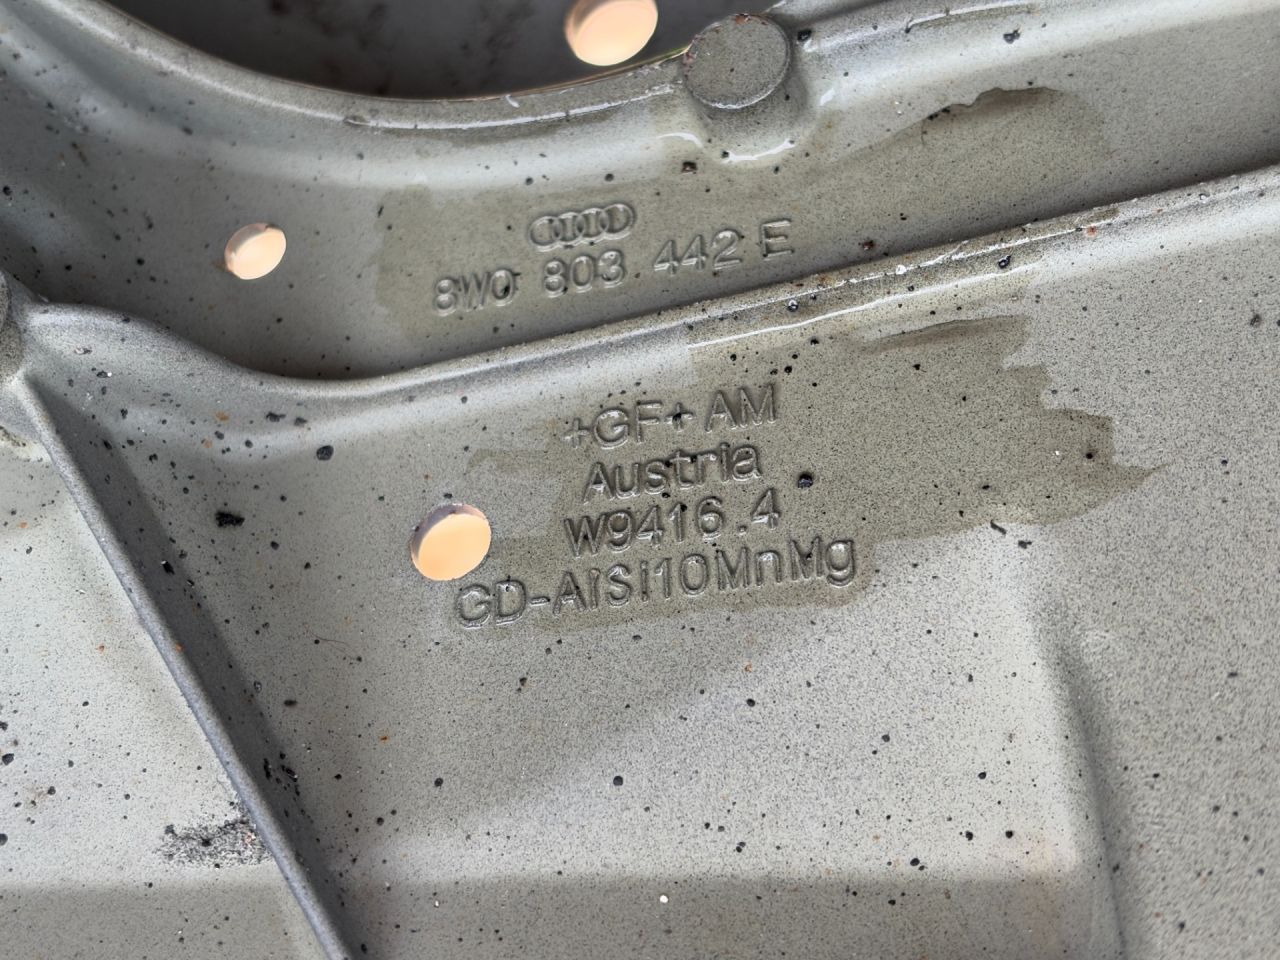 8W0 803 442 E
+GF+ AM
Austria
W9416.4
GD-AlSi10MnMg